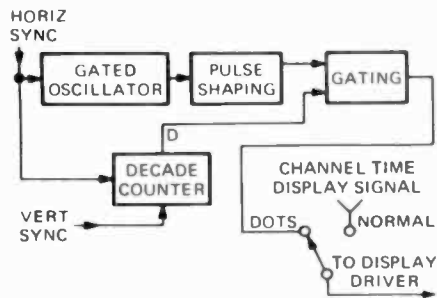 HORIZ
SYNC
GATED
OSCILLATOR
PULSE
SHAPING
GATING
D
DECADE
COUNTER
VERT
SYNC
CHANNEL TIME
DISPLAY SIGNAL
DOTS
NORMAL
TO DISPLAY
DRIVER